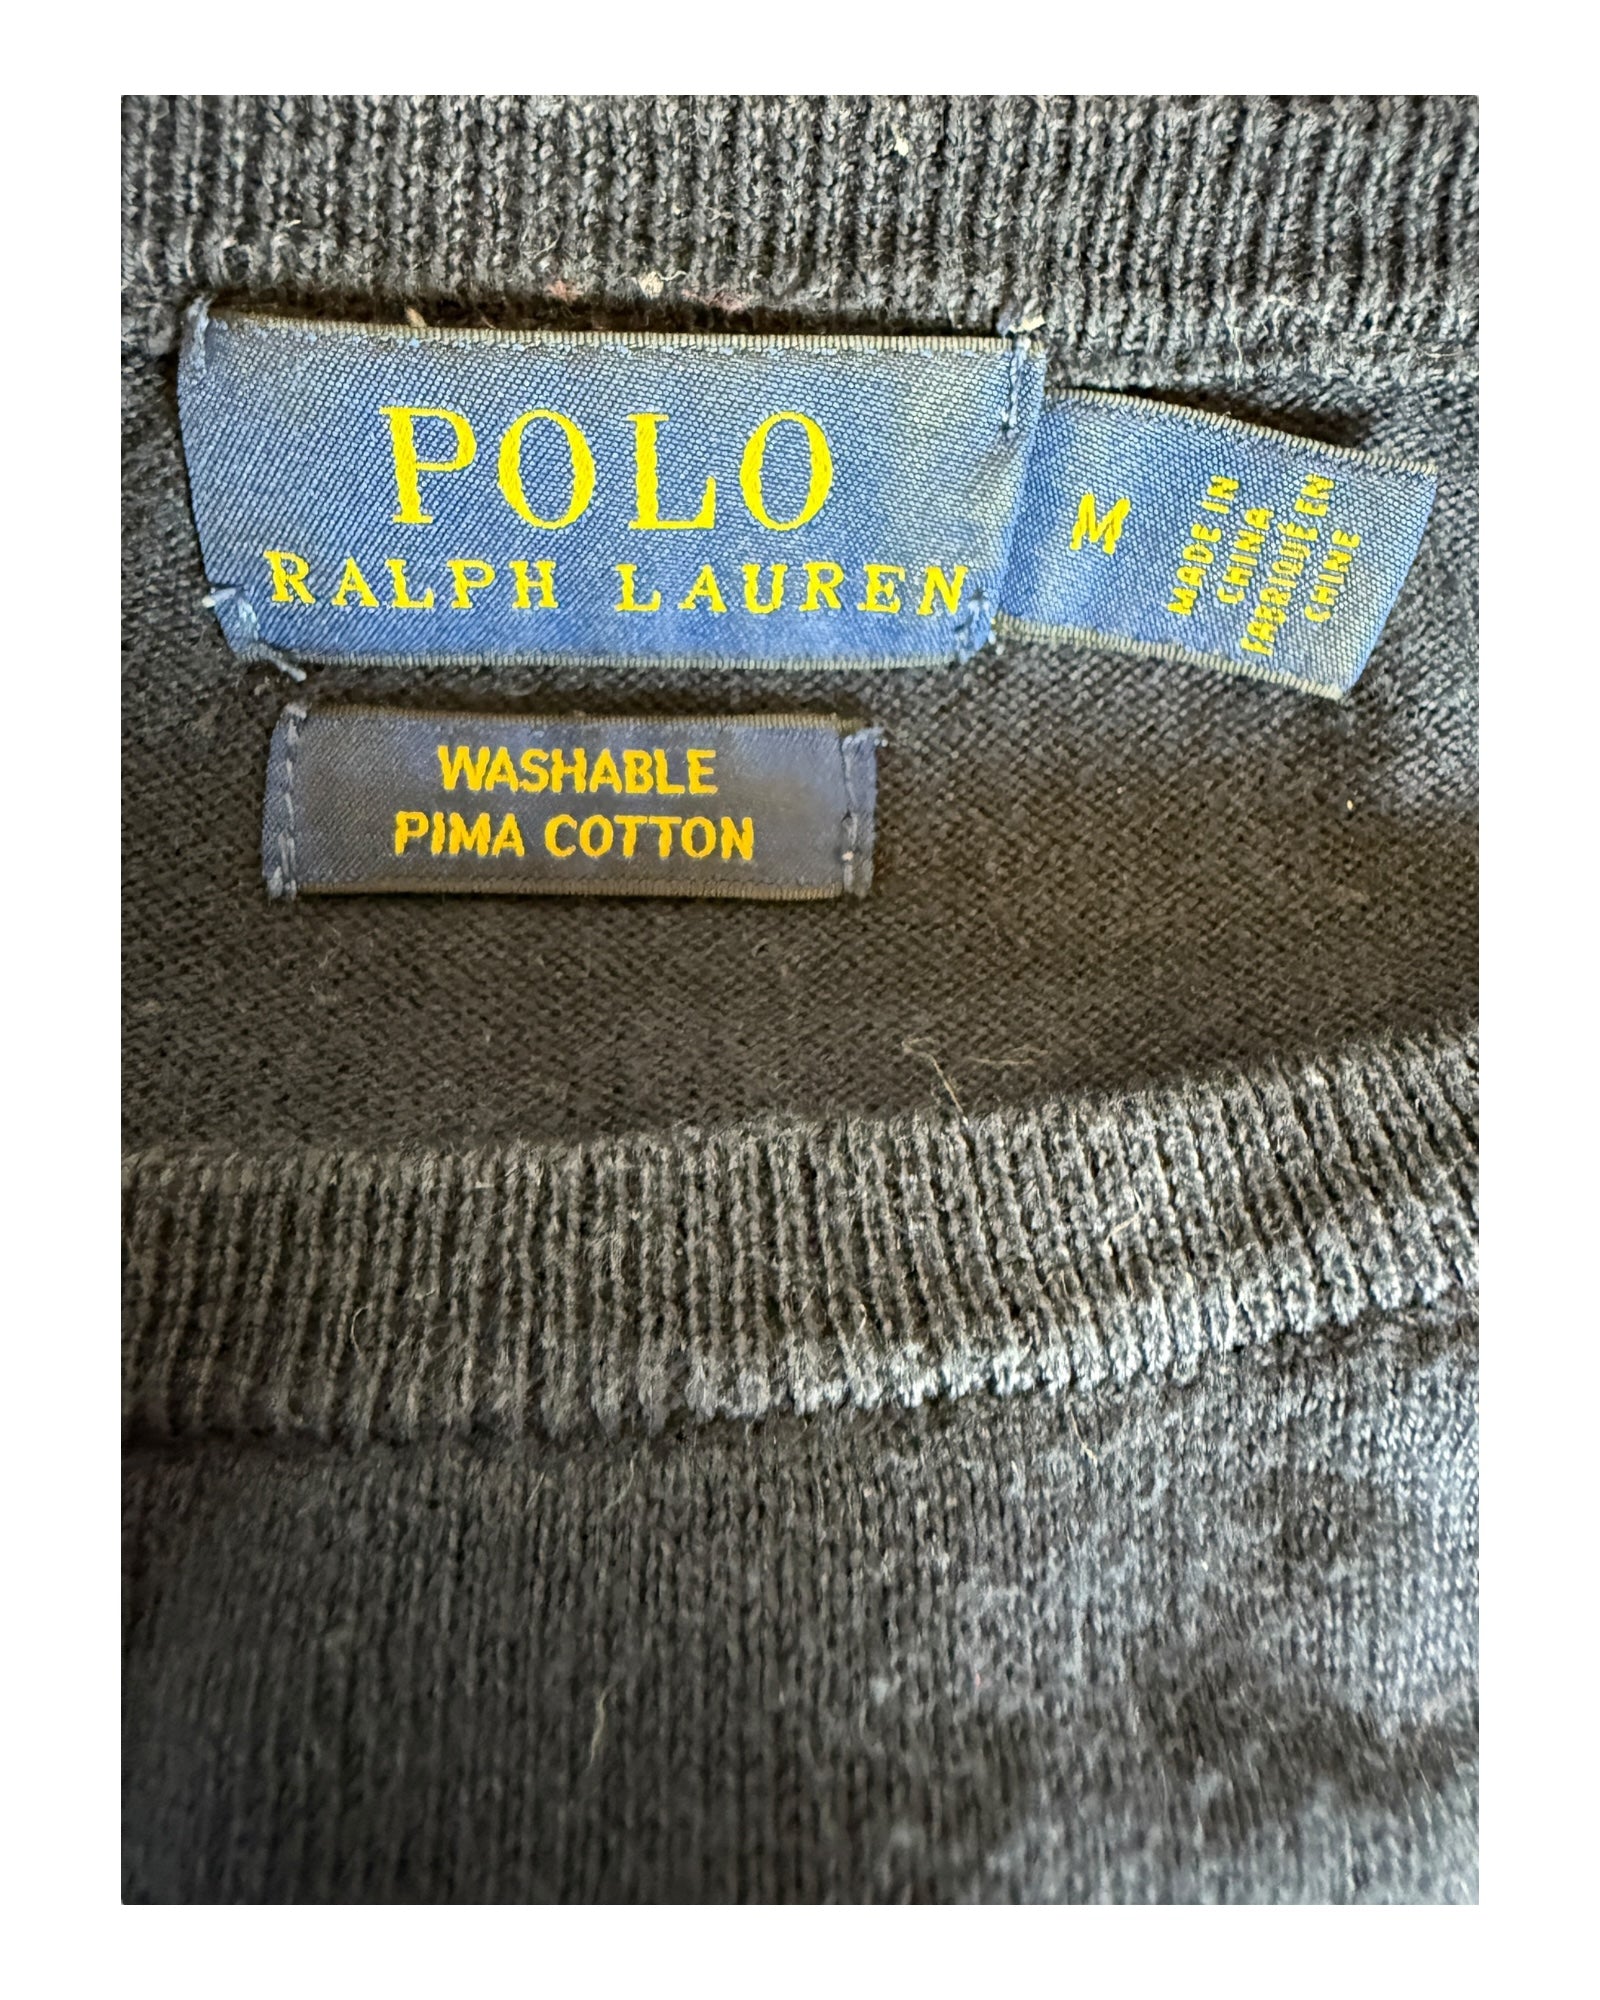 POLO
RALPH LAUREN
M
MADE IN
CHINA
FABRIQUÉ EN
CHINE
WASHABLE
PIMA COTTON